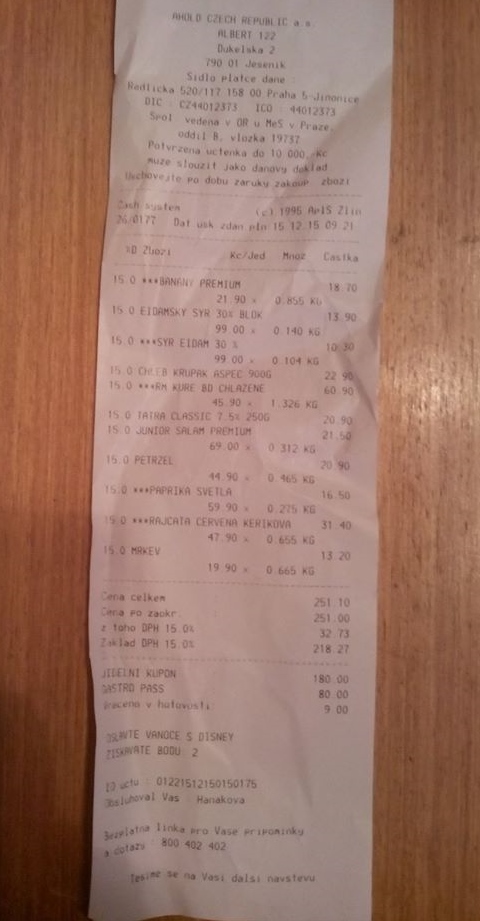 AHOLD CZECH REPUBLIC a.s.
ALBERT 122
Dukelska 2
790 01 Jesenik
Sidlo platce dane :
Radlicka 520/117 158 00 Praha 5-Jinonice
DIC : CZ44012373 ICO : 44012373
Spol. vedena v OR u MeS v Praze,
oddil B, vlozka 19737
Potvrzena uctenka do 10 000,-Kc
muze slouzit jako danovy doklad
Uschovejte po dobu zaruky zakoup. zbozi
Cash system (c) 1995 ApIS Zlin
26/0177 Dat usk zdan pln:15.12.15 09.21
%D Zbozi Kc/Jed Mnoz Castka
15.0 ***BANANY PREMIUM 18.70
21.90 x 0.855 KG
15.0 EIDAMSKY SYR 30% BLOK 13.90
99.00 x 0.140 KG
15.0 ***SYR EIDAM 30 % 10.30
99.00 x 0.104 KG
15.0 CHLEB KRUPAK ASPEC 900G 22.90
15.0 ***RM KURE BD CHLAZENE 60.90
45.90 x 1.326 KG
15.0 TATRA CLASSIC 7.5% 250G 20.90
15.0 JUNIOR SALAM PREMIUM 21.50
69.00 x 0.312 KG
15.0 PETRZEL 20.90
44.90 x 0.465 KG
15.0 ***PAPRIKA SVETLA 16.50
59.90 x 0.275 KG
15.0 ***RAJCATA CERVENA KERIKOVA 31.40
47.90 x 0.655 KG
15.0 MRKEV 13.20
19.90 x 0.665 KG
Cena celkem 251.10
Cena po zaokr. 251.00
z toho DPH 15.0% 32.73
Zaklad DPH 15.0% 218.27
JIDELNI KUPON 180.00
GASTRO PASS 80.00
Vraceno v hotovosti 9.00
OSLAVTE VANOCE S DISNEY
ZISKAVATE BODU: 2
ID uctu : 01221512150150175
Obsluhoval Vas : Hanakova
Bezplatna linka pro Vase pripominky
a dotazy : 800 402 402
Tesime se na Vasi dalsi navstevu